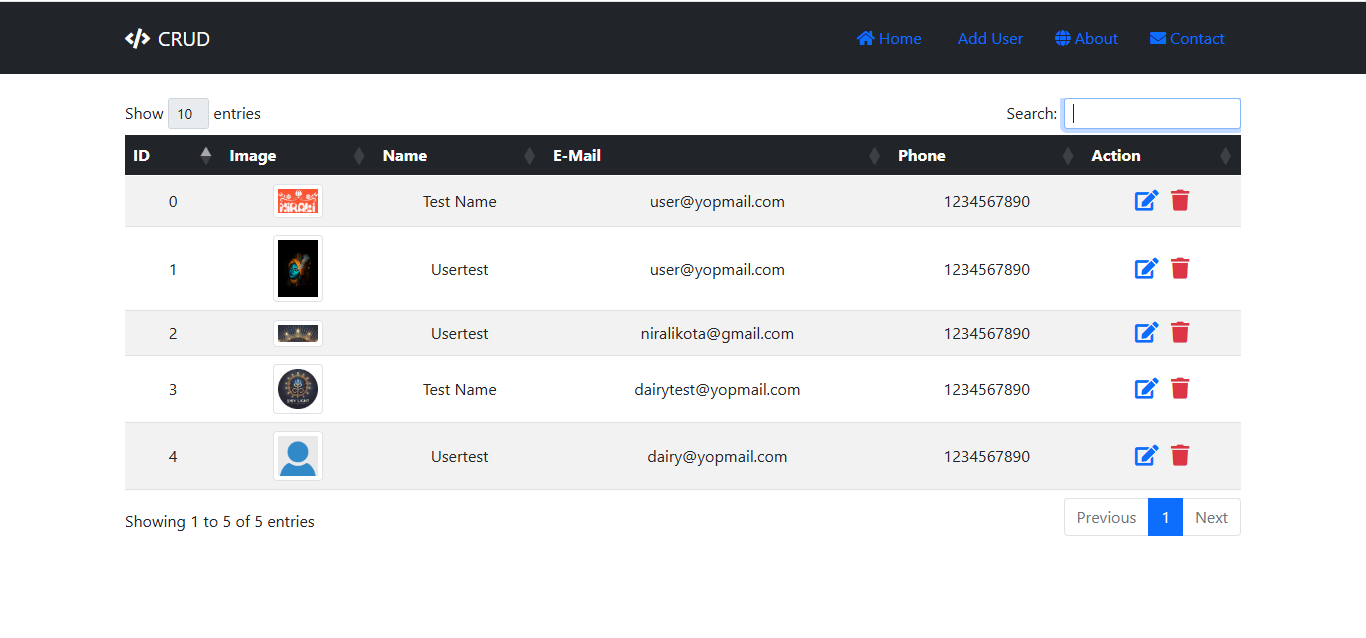 CRUD Home Add User About Contact
Show 10 entries Search:
ID Image Name E-Mail Phone Action
0 Test Name user@yopmail.com 1234567890
1 Usertest user@yopmail.com 1234567890
2 Usertest niralikota@gmail.com 1234567890
3 Test Name dairytest@yopmail.com 1234567890
4 Usertest dairy@yopmail.com 1234567890
Showing 1 to 5 of 5 entries Previous 1 Next